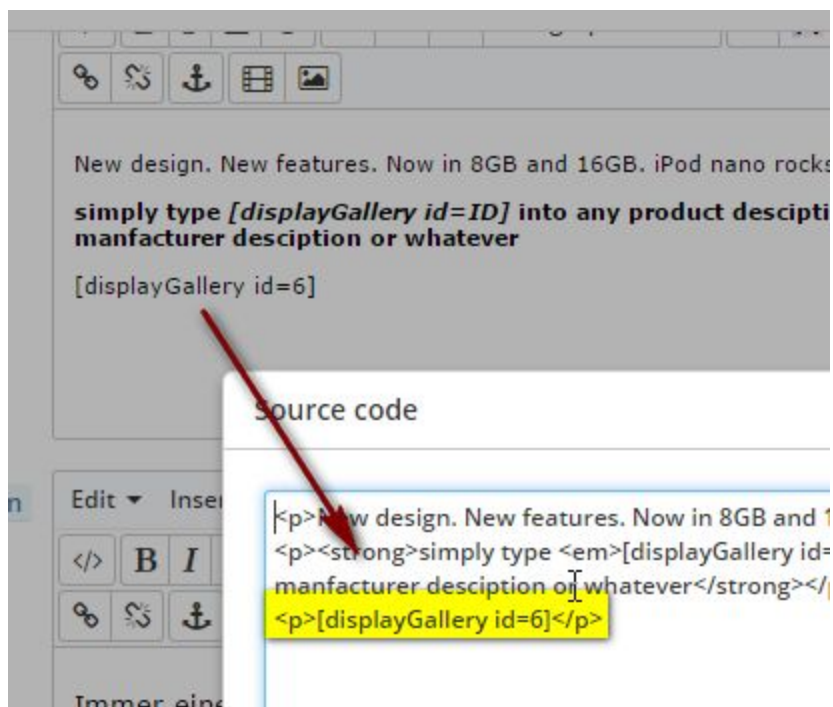 New design. New features. Now in 8GB and 16GB. iPod nano rocks
simply type [displayGallery id=ID] into any product descipti
manfacturer desciption or whatever
[displayGallery id=6]
Source code
n
Edit Inser
</> B I
<p>New design. New features. Now in 8GB and 1
<p><strong>simply type <em>[displayGallery id=
manfacturer desciption or whatever</strong></p
<p>[displayGallery id=6]</p>
Immer eine